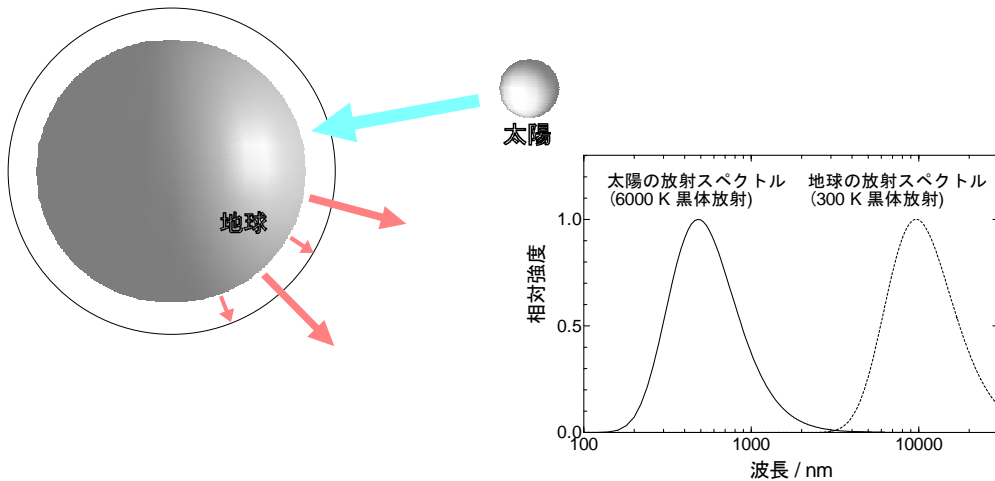 太陽
地球
太陽の放射スペクトル
(6000 K 黒体放射)
地球の放射スペクトル
(300 K 黒体放射)
相対強度
1.0
0.5
0.0
100
1000
10000
波長 / nm